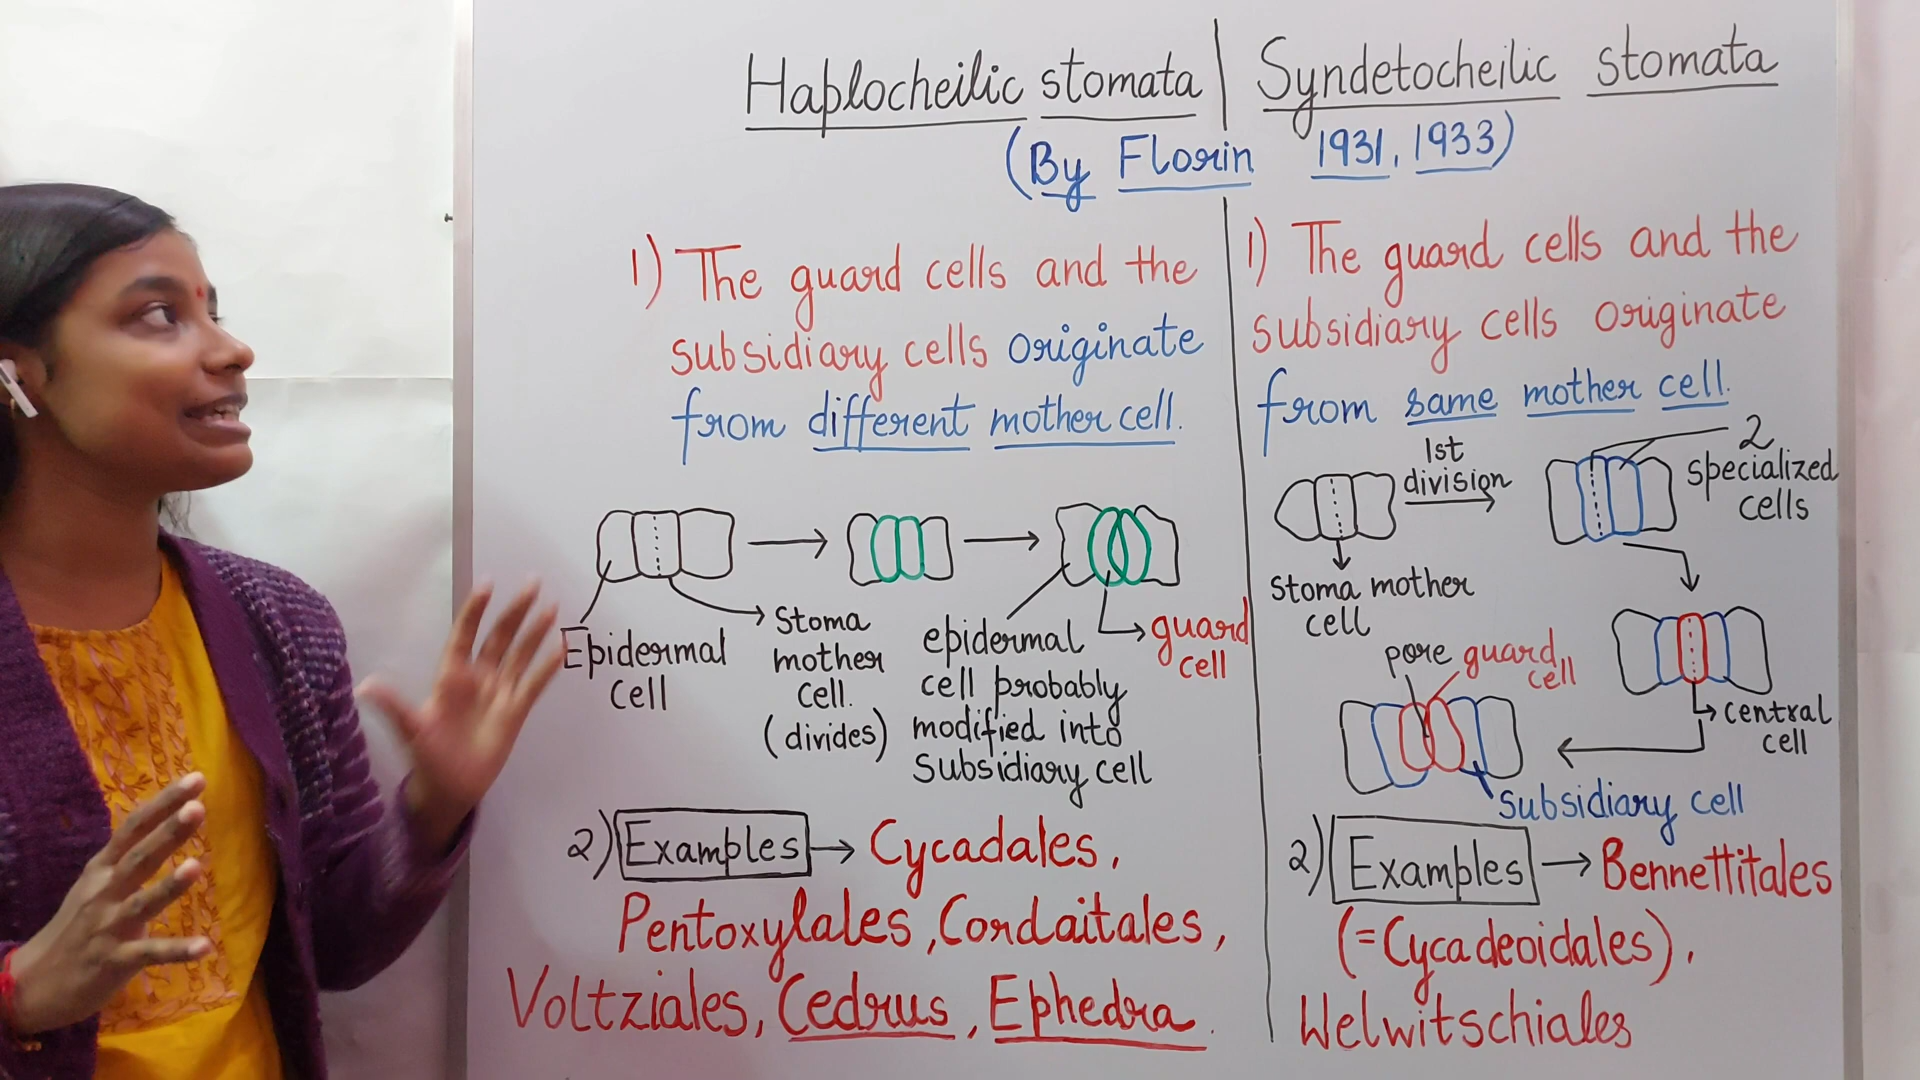 Haplocheilic stomata
Syndetocheilic stomata
(By Florin 1931, 1933)
1) The guard cells and the
subsidiary cells originate
from different mother cell.
Epidermal
cell
Stoma
mother
cell.
(divides)
epidermal
cell probably
modified into
Subsidiary cell
guard
cell
2) Examples → Cycadales,
Pentoxylales, Cordaitales,
Voltziales, Cedrus, Ephedra.
1) The guard cells and the
subsidiary cells originate
from same mother cell.
1st
division
2
specialized
cells
Stoma mother
cell
pore guard
cell
central
cell
Subsidiary cell
2) Examples → Bennettitales
(=Cycadeoidales),
Welwitschiales